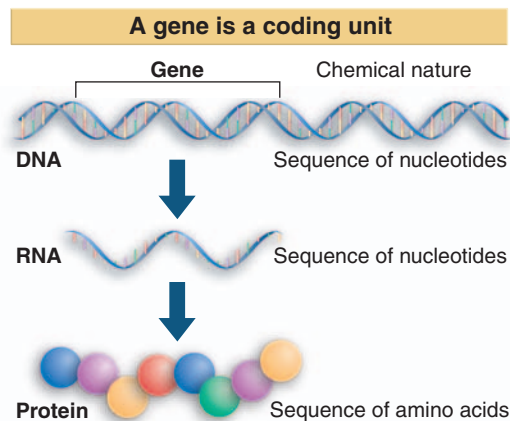 A gene is a coding unit
Gene Chemical nature
DNA Sequence of nucleotides
RNA Sequence of nucleotides
Protein Sequence of amino acids